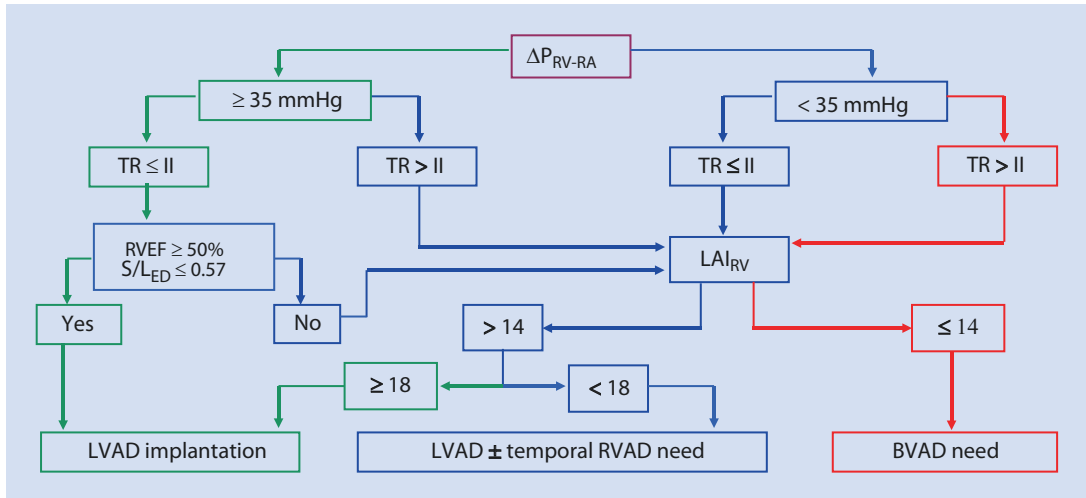 ΔP_RV-RA
≥ 35 mmHg
< 35 mmHg
TR ≤ II
TR > II
TR ≤ II
TR > II
RVEF ≥ 50%
S/L_ED ≤ 0.57
LAI_RV
Yes
No
> 14
≤ 14
≥ 18
< 18
LVAD implantation
LVAD ± temporal RVAD need
BVAD need